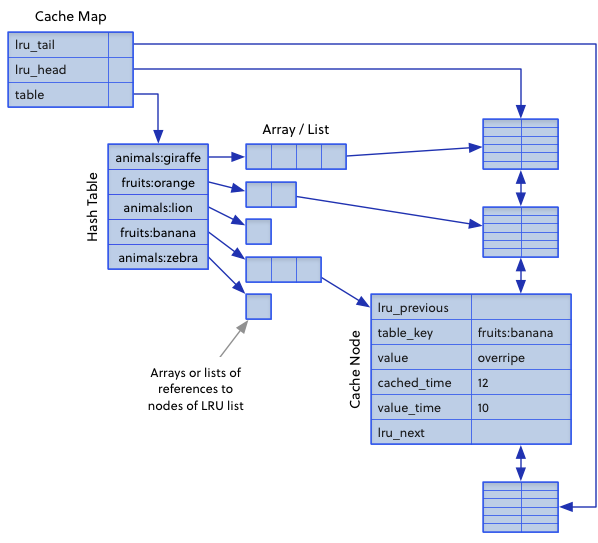 Cache Map
lru_tail
lru_head
table
Array / List
Hash Table
animals:giraffe
fruits:orange
animals:lion
fruits:banana
animals:zebra
Arrays or lists of
references to
nodes of LRU list
Cache Node
lru_previous
table_key fruits:banana
value overripe
cached_time 12
value_time 10
lru_next